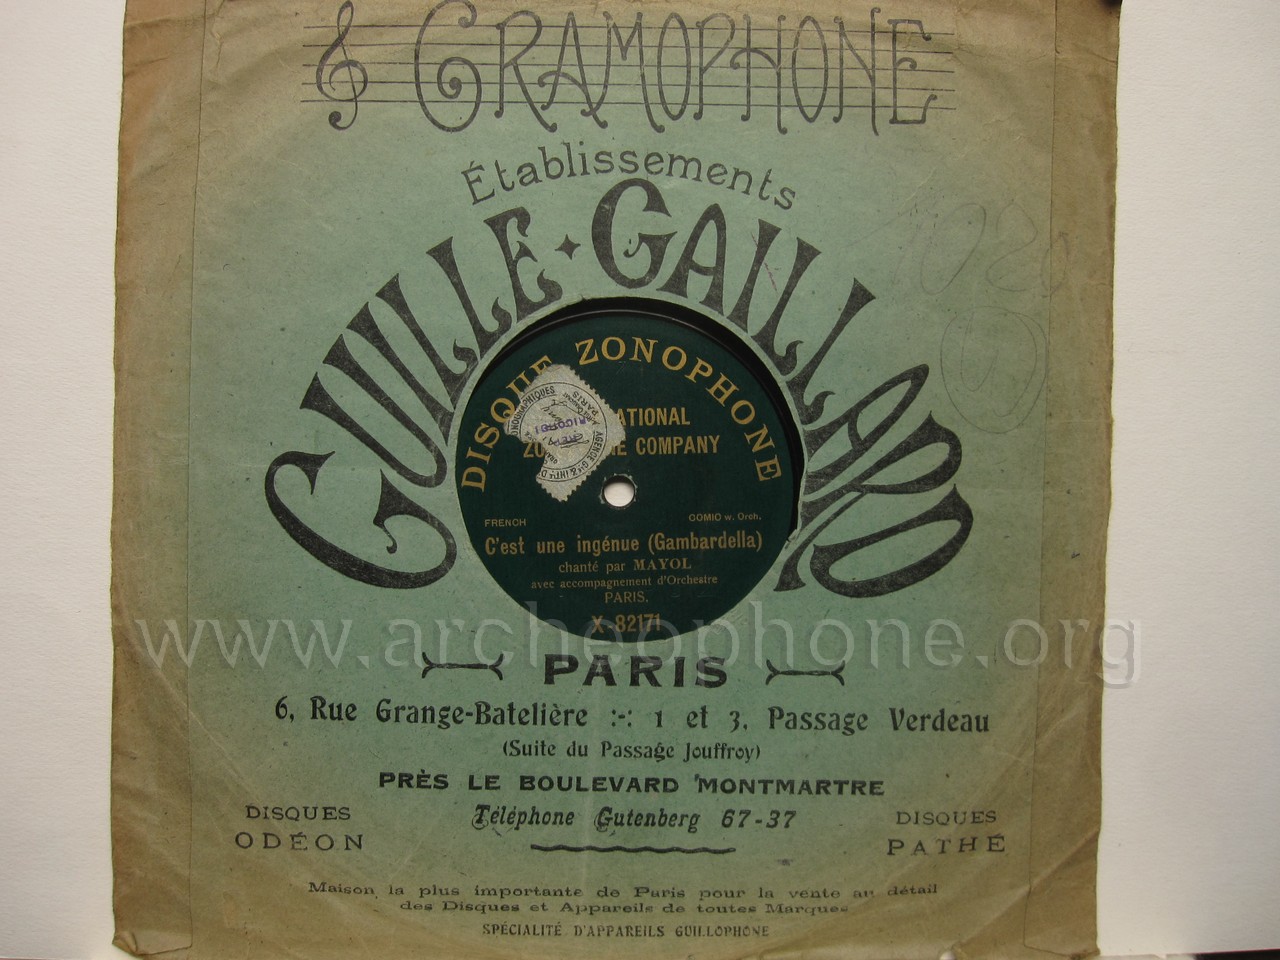 GRAMOPHONE
Établissements
GUILLE·GAILLARD
DISQUE ZONOPHONE
COMPANY
FRENCH
COMIC w. Orch.
C'est une ingénue (Gambardella)
chanté par MAYOL
avec accompagnement d'Orchestre
PARIS.
X-82171
www.archeophone.org
PARIS
6, Rue Grange-Batelière :-: 1 et 3, Passage Verdeau
(Suite du Passage Jouffroy)
PRÈS LE BOULEVARD MONTMARTRE
Téléphone Gutenberg 67-37
DISQUES
ODÉON
DISQUES
PATHÉ
Maison la plus importante de Paris pour la vente au détail
des Disques et Appareils de toutes Marques
SPÉCIALITÉ D'APPAREILS GUILLOPHONE